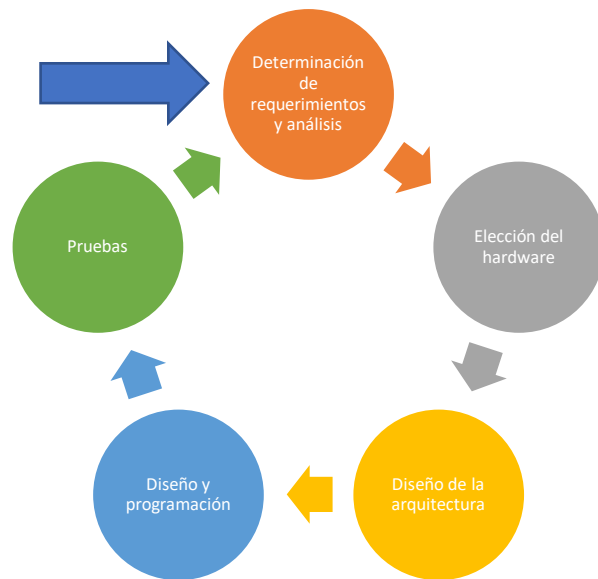 Determinación
de
requerimientos
y análisis
Elección del
hardware
Diseño de la
arquitectura
Diseño y
programación
Pruebas